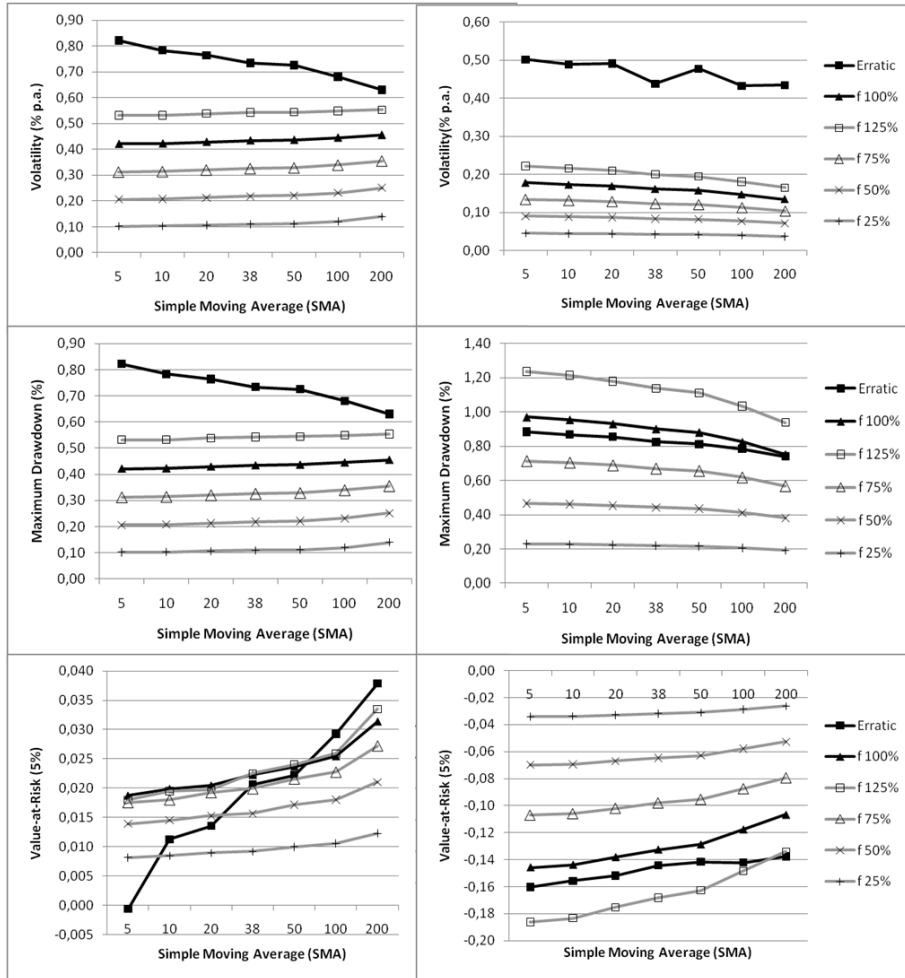 Volatility (% p.a.)
0,90
0,80
0,70
0,60
0,50
0,40
0,30
0,20
0,10
0,00
5 10 20 38 50 100 200
Simple Moving Average (SMA)
Volatility(% p.a.)
0,60
0,50
0,40
0,30
0,20
0,10
0,00
5 10 20 38 50 100 200
Simple Moving Average (SMA)
Erratic
f 100%
f 125%
f 75%
f 50%
f 25%
Maximum Drawdown (%)
0,90
0,80
0,70
0,60
0,50
0,40
0,30
0,20
0,10
0,00
5 10 20 38 50 100 200
Simple Moving Average (SMA)
Maximum Drawdown (%)
1,40
1,20
1,00
0,80
0,60
0,40
0,20
0,00
5 10 20 38 50 100 200
Simple Moving Average (SMA)
Erratic
f 100%
f 125%
f 75%
f 50%
f 25%
Value-at-Risk (5%)
0,040
0,035
0,030
0,025
0,020
0,015
0,010
0,005
0,000
-0,005
5 10 20 38 50 100 200
Simple Moving Average (SMA)
Value-at-Risk (5%)
0,00
-0,02
-0,04
-0,06
-0,08
-0,10
-0,12
-0,14
-0,16
-0,18
-0,20
5 10 20 38 50 100 200
Simple Moving Average (SMA)
Erratic
f 100%
f 125%
f 75%
f 50%
f 25%